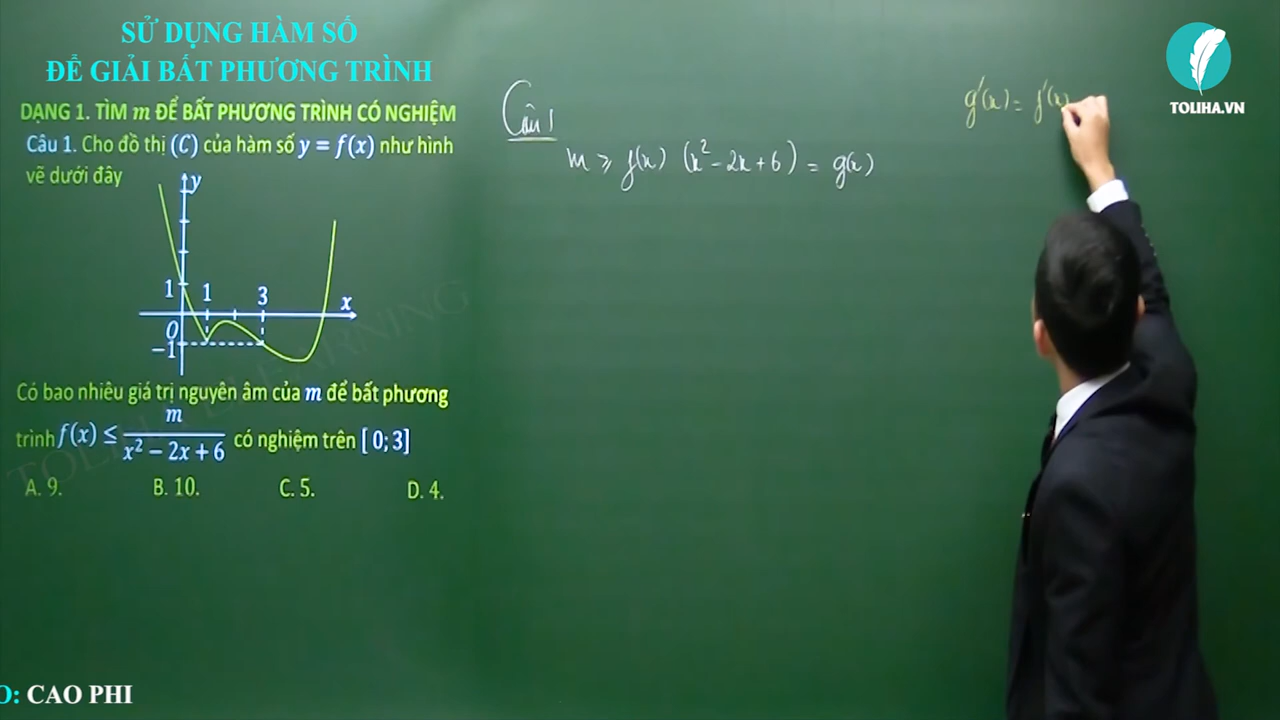 SỬ DỤNG HÀM SỐ
ĐỄ GIẢI BẤT PHƯƠNG TRÌNH
DẠNG 1. TÌM m ĐỂ BẤT PHƯƠNG TRÌNH CÓ NGHIỆM
Câu 1. Cho đồ thị (C) của hàm số y = f(x) như hình
vẽ dưới đây
y
1 1 3 x
O
−1
Có bao nhiêu giá trị nguyên âm của m để bất phương
trình f(x) ≤ m / (x² − 2x + 6) có nghiệm trên [ 0; 3]
A. 9. B. 10. C. 5. D. 4.
Câu 1
m ≥ f(x) (x² − 2x + 6) = g(x)
g'(x) = f'(x)
TOLIHA.VN
O: CAO PHI